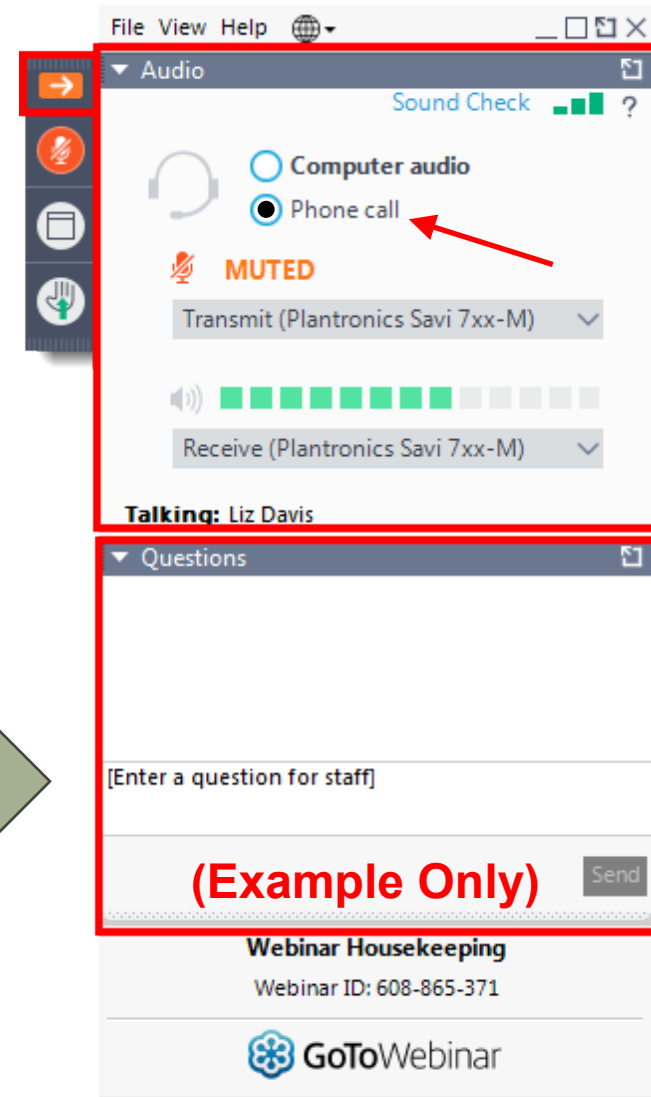 File View Help
Audio
Sound Check ?
Computer audio
Phone call
MUTED
Transmit (Plantronics Savi 7xx-M)
Receive (Plantronics Savi 7xx-M)
Talking: Liz Davis
Questions
[Enter a question for staff]
(Example Only) Send
Webinar Housekeeping
Webinar ID: 608-865-371
GoToWebinar